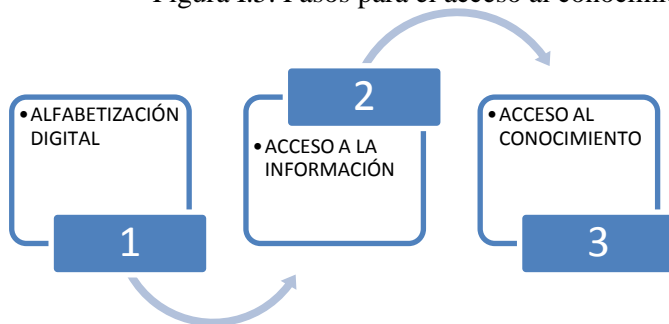 Figura 1.5. Pasos para el acceso al
• ALFABETIZACIÓN
DIGITAL
1
2
• ACCESO A LA
INFORMACIÓN
• ACCESO AL
CONOCIMIENTO
3